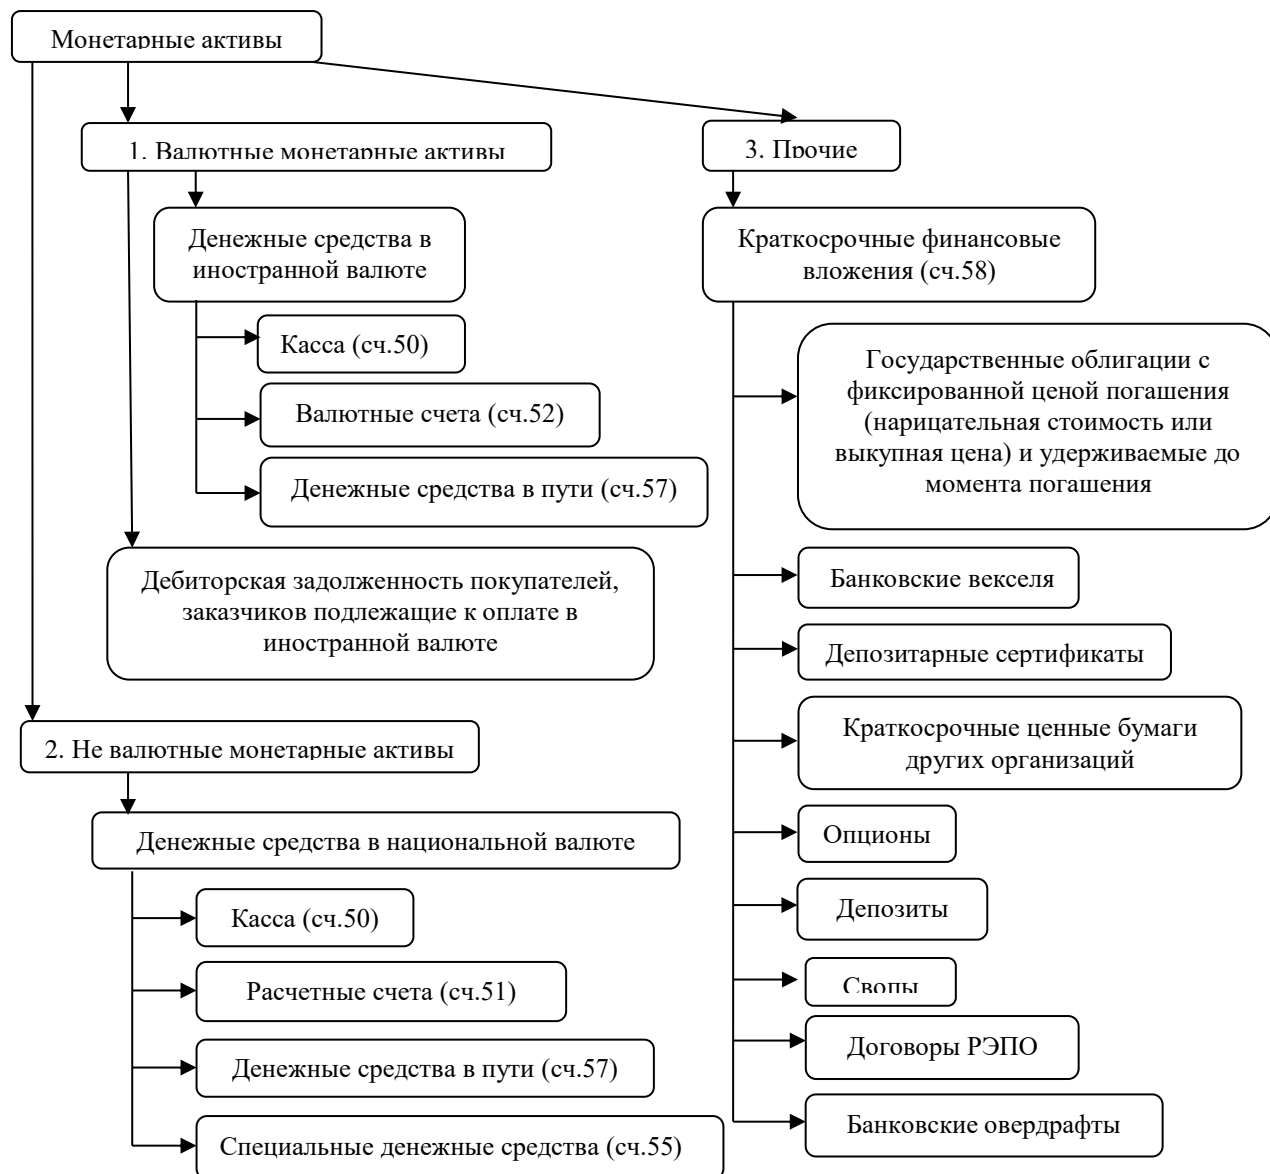 Монетарные активы
1. Валютные монетарные активы
Денежные средства в
иностранной валюте
Касса (сч.50)
Валютные счета (сч.52)
Денежные средства в пути (сч.57)
Дебиторская задолженность покупателей,
заказчиков подлежащие к оплате в
иностранной валюте
2. Не валютные монетарные активы
Денежные средства в национальной валюте
Касса (сч.50)
Расчетные счета (сч.51)
Денежные средства в пути (сч.57)
Специальные денежные средства (сч.55)
3. Прочие
Краткосрочные финансовые
вложения (сч.58)
Государственные облигации с
фиксированной ценой погашения
(нарицательная стоимость или
выкупная цена) и удерживаемые до
момента погашения
Банковские векселя
Депозитарные сертификаты
Краткосрочные ценные бумаги
других организаций
Опционы
Депозиты
Свопы
Договоры РЭПО
Банковские овердрафты